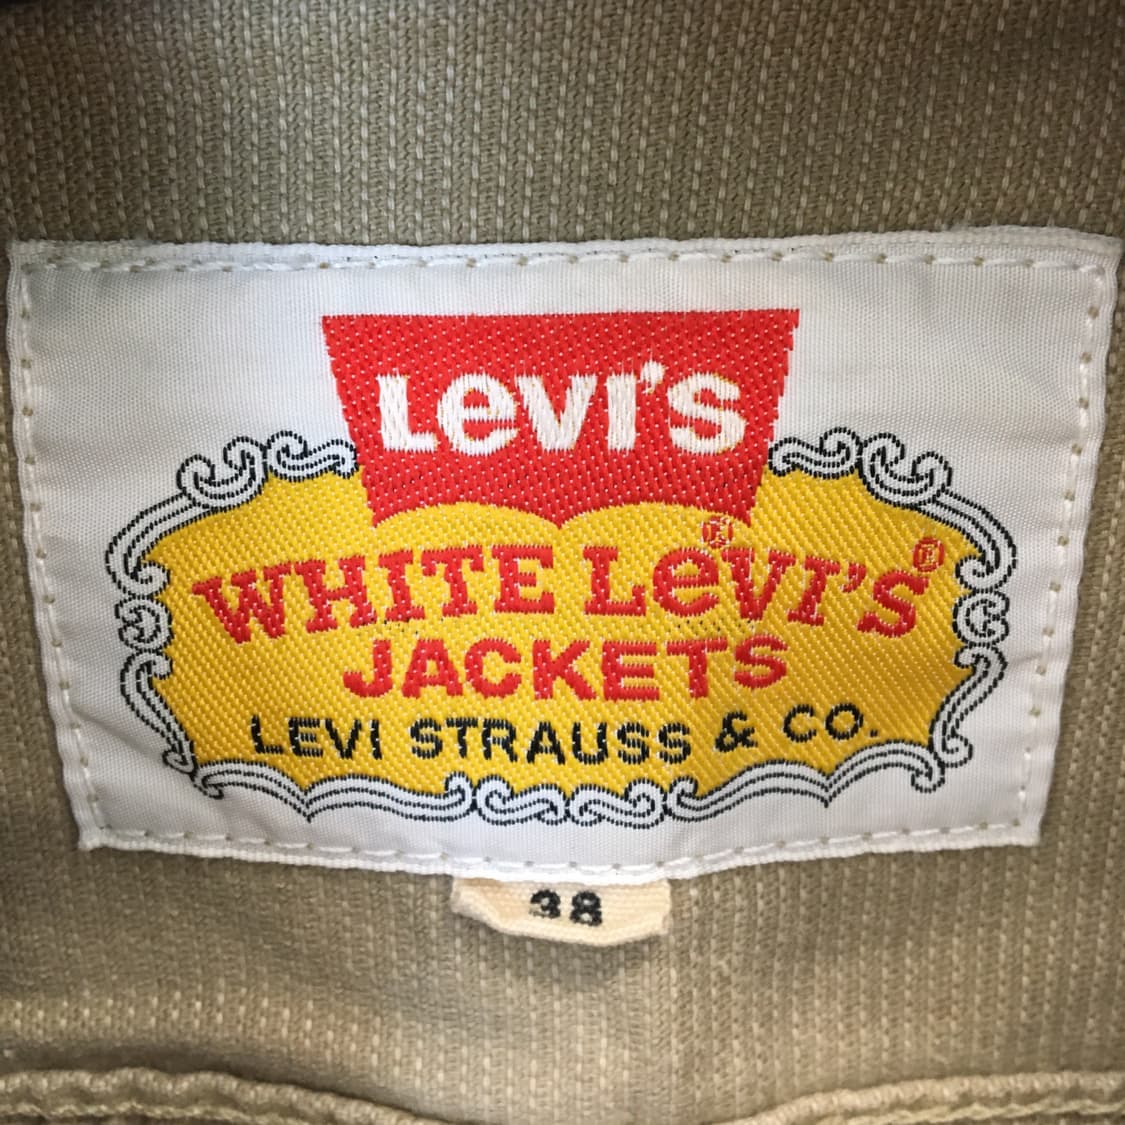 LeVI'S
®
WHITE LeVI'S ®
JACKETS
LEVI STRAUSS & CO.
38